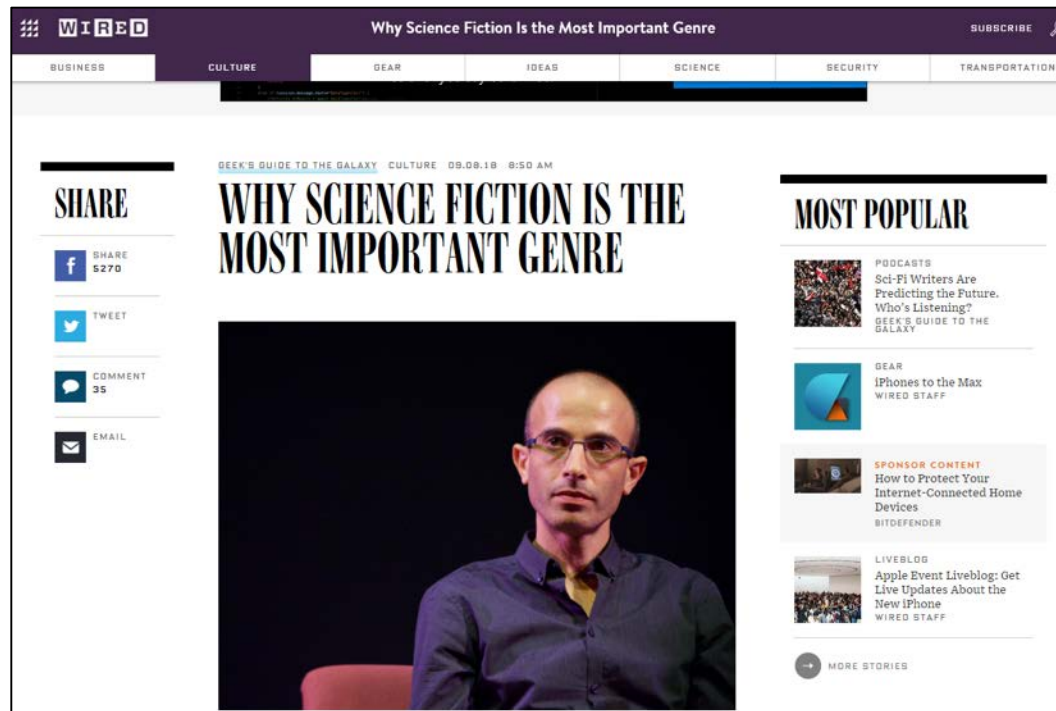 WIRED
Why Science Fiction Is the Most Important Genre
SUBSCRIBE
BUSINESS
CULTURE
GEAR
IDEAS
SCIENCE
SECURITY
TRANSPORTATION
GEEK'S GUIDE TO THE GALAXY CULTURE 09.08.18 8:50 AM
WHY SCIENCE FICTION IS THE
MOST IMPORTANT GENRE
SHARE
SHARE
5270
TWEET
COMMENT
35
EMAIL
MOST POPULAR
PODCASTS
Sci-Fi Writers Are
Predicting the Future.
Who's Listening?
GEEK'S GUIDE TO THE
GALAXY
GEAR
iPhones to the Max
WIRED STAFF
SPONSOR CONTENT
How to Protect Your
Internet-Connected Home
Devices
BITDEFENDER
LIVEBLOG
Apple Event Liveblog: Get
Live Updates About the
New iPhone
WIRED STAFF
MORE STORIES